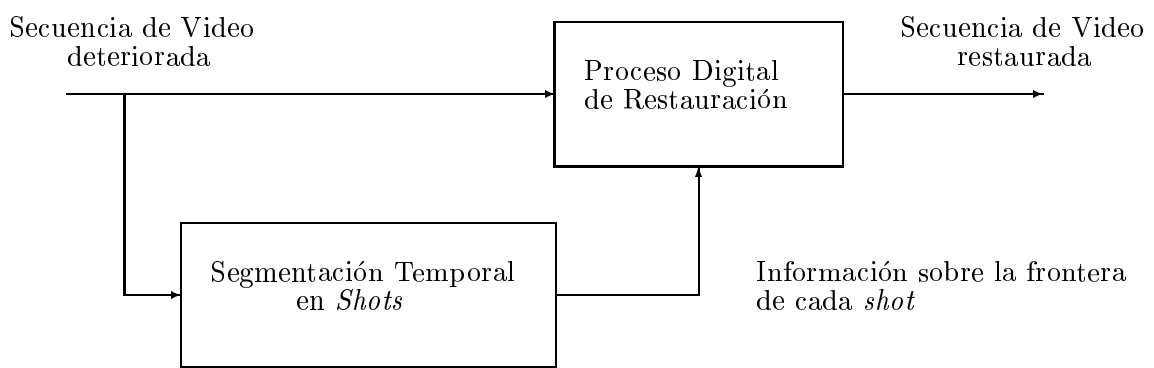 Secuencia de Video
deteriorada
Proceso Digital
de Restauración
Secuencia de Video
restaurada
Segmentación Temporal
en Shots
Información sobre la frontera
de cada shot